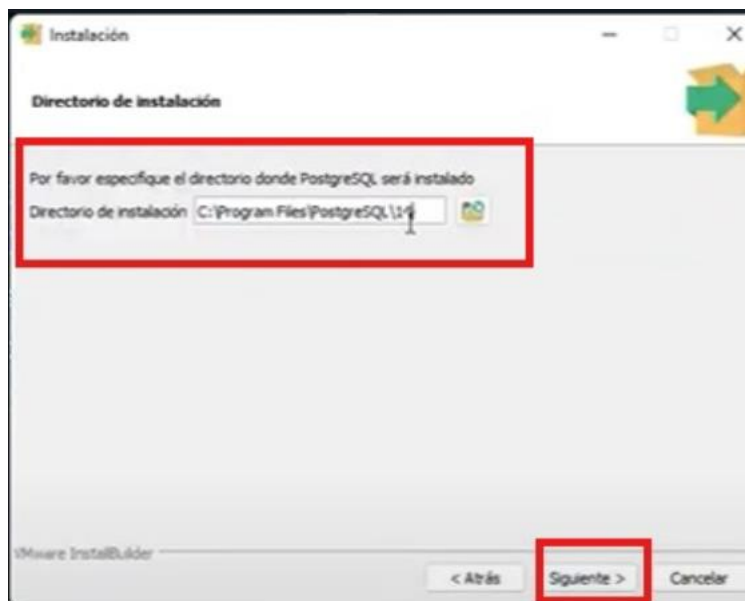 Instalación
Directorio de instalación
Por favor especifique el directorio donde PostgreSQL será instalado
Directorio de instalación C:\Program Files\PostgreSQL\14
VMware InstallBuilder
< Atrás Siguiente > Cancelar